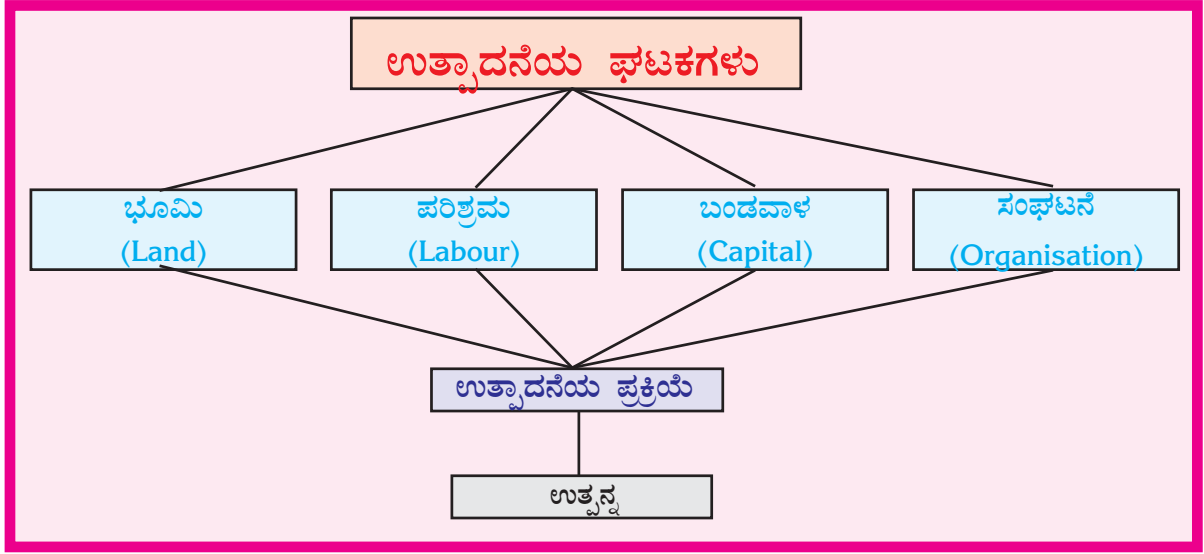 ಉತ್ಪಾದನೆಯ ಘಟಕಗಳು
ಭೂಮಿ
(Land)
ಪರಿಶ್ರಮ
(Labour)
ಬಂಡವಾಳ
(Capital)
ಸಂಘಟನೆ
(Organisation)
ಉತ್ಪಾದನೆಯ ಪ್ರಕ್ರಿಯೆ
ಉತ್ಪನ್ನ